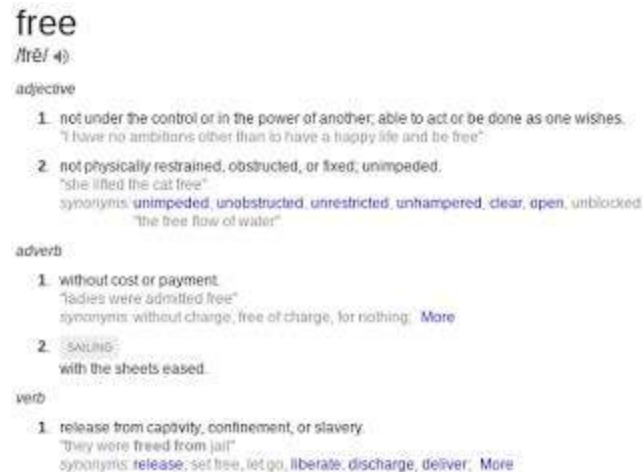 free
/frē/
adjective
1. not under the control or in the power of another; able to act or be done as one wishes.
"I have no ambitions other than to have a happy life and be free"
2. not physically restrained, obstructed, or fixed; unimpeded.
"she lifted the cat free"
synonyms: unimpeded, unobstructed, unrestricted, unhampered, clear, open, unblocked
"the free flow of water"
adverb
1. without cost or payment.
"ladies were admitted free"
synonyms: without charge, free of charge, for nothing; More
2. SAILING
with the sheets eased.
verb
1. release from captivity, confinement, or slavery.
"they were freed from jail"
synonyms: release, set free, let go, liberate, discharge, deliver; More